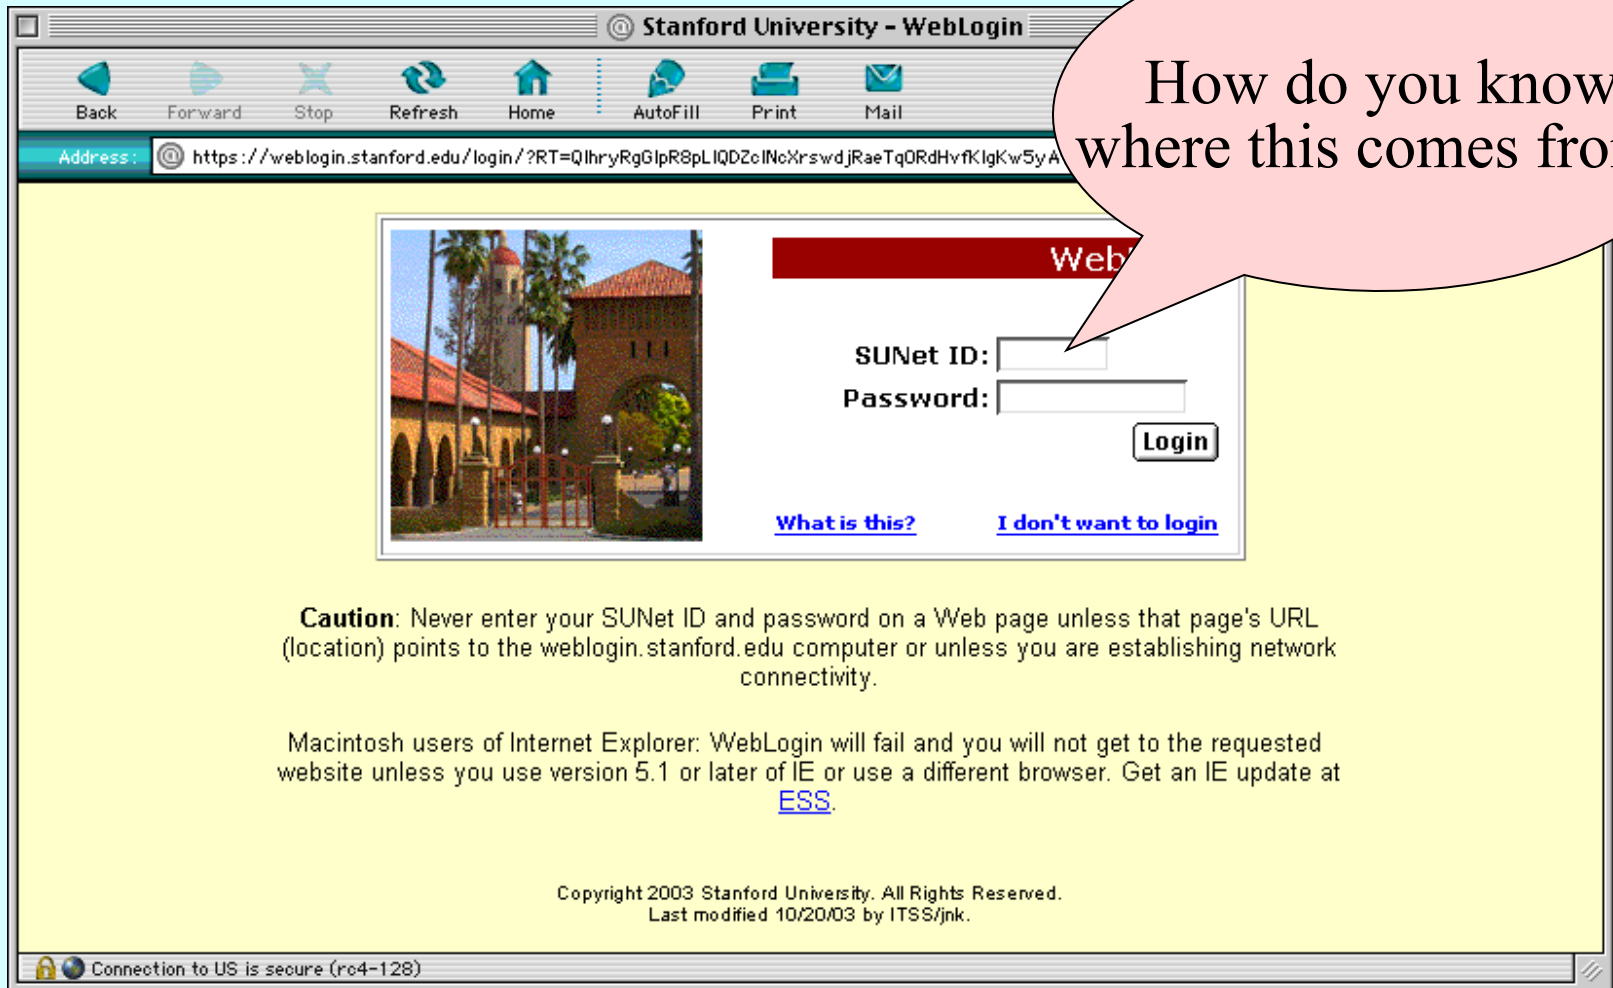 Stanford University - WebLogin
Back Forward Stop Refresh Home AutoFill Print Mail
How do you know
where this comes
Address: https://weblogin.stanford.edu/login/
SUNet ID:
Password:
Login
What is this? I don't want to login
Caution: Never enter your SUNet ID and password on a Web page unless that page's URL
(location) points to the weblogin.stanford.edu computer or unless you are establishing network
connectivity.
Macintosh users of Internet Explorer: WebLogin will fail and you will not get to the requested
website unless you use version 5.1 or later of IE or use a different browser. Get an IE update at
ESS.
Copyright 2003 Stanford University. All Rights Reserved.
Last modified 10/20/03 by ITSS/jnk.
Connection to US is secure (rc4-128)